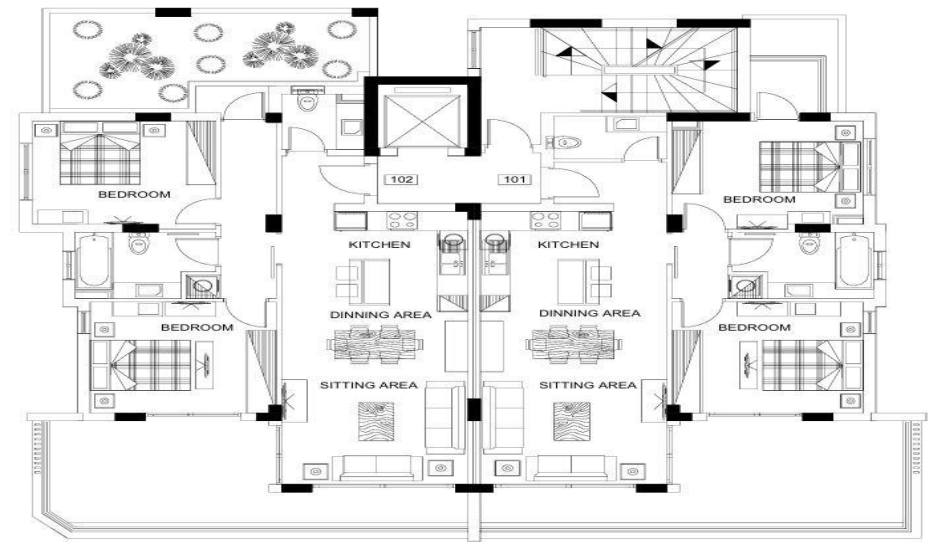 BEDROOM
102
101
BEDROOM
KITCHEN
KITCHEN
DINNING AREA
DINNING AREA
BEDROOM
BEDROOM
SITTING AREA
SITTING AREA